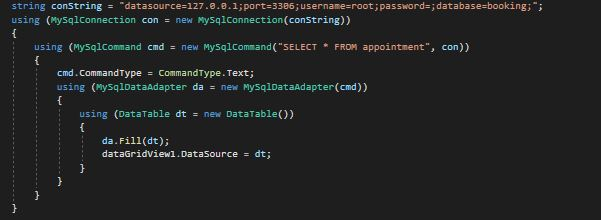 string conString = "datasource=127.0.0.1;port=3306;username=root;password=;database=booking;";
using (MySqlConnection con = new MySqlConnection(conString))
{
using (MySqlCommand cmd = new MySqlCommand("SELECT * FROM appointment", con))
{
cmd.CommandType = CommandType.Text;
using (MySqlDataAdapter da = new MySqlDataAdapter(cmd))
{
using (DataTable dt = new DataTable())
{
da.Fill(dt);
dataGridView1.DataSource = dt;
}
}
}
}